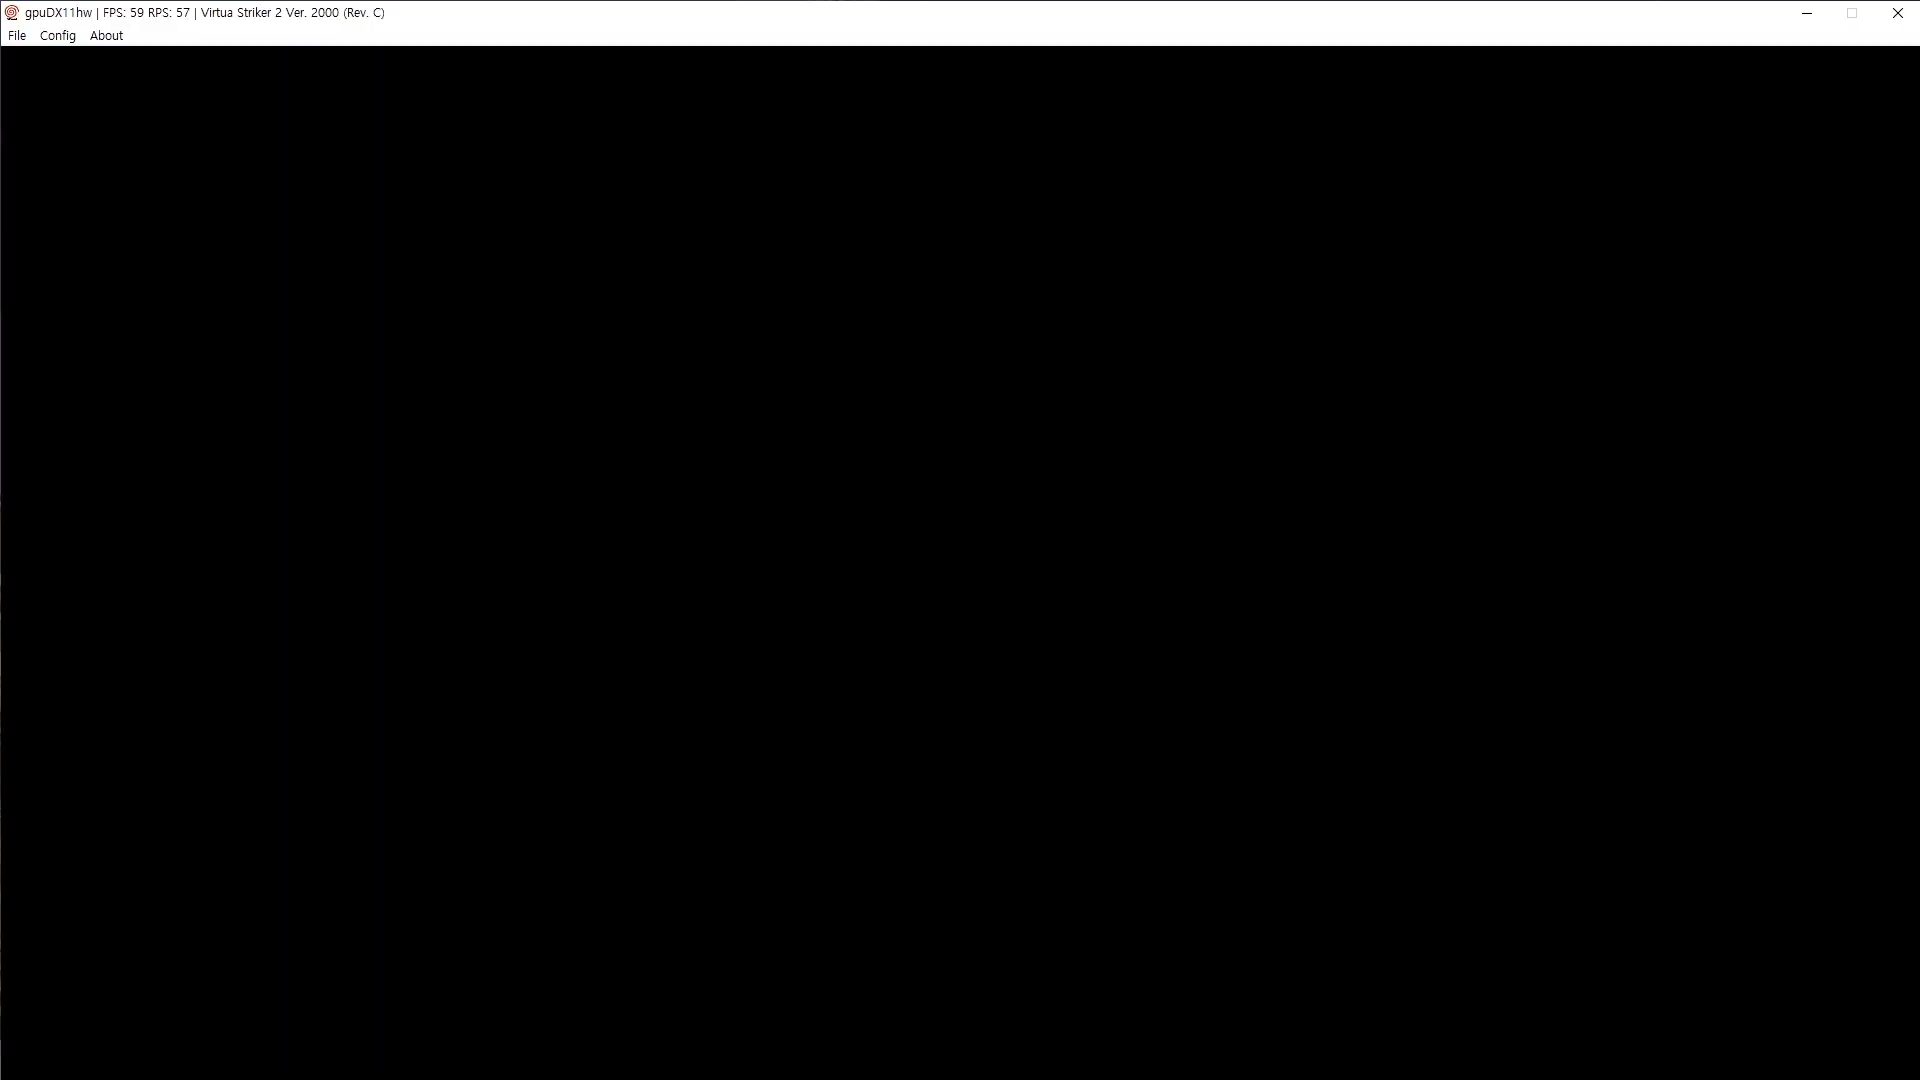 gpuDX11hw | FPS: 59 RPS: 57 | Virtua Striker 2 Ver. 2000 (Rev. C)
File Config About